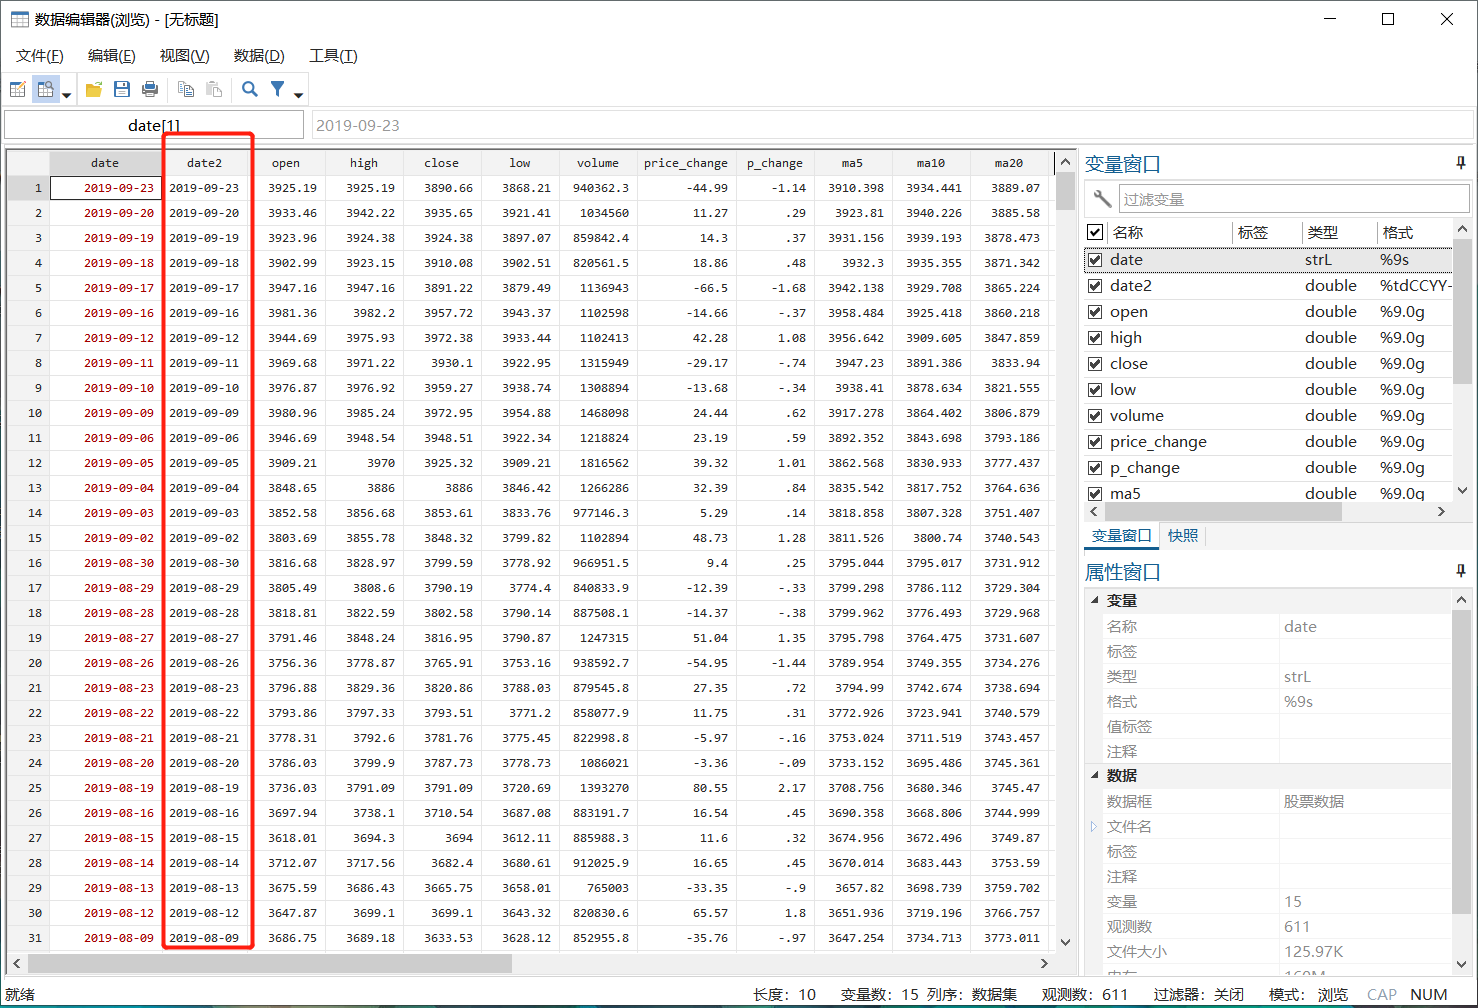 数据编辑器(浏览) - [无标题]
文件(F) 编辑(E) 视图(V) 数据(D) 工具(T)
date[1] 2019-09-23
date date2 open high close low volume price_change p_change ma5 ma10 ma20
1 2019-09-23 2019-09-23 3925.19 3925.19 3890.66 3868.21 940362.3 -44.99 -1.14 3910.398 3934.441 3889.07
2 2019-09-20 2019-09-20 3933.46 3942.22 3935.65 3921.41 1034560 11.27 .29 3923.81 3940.226 3885.58
3 2019-09-19 2019-09-19 3923.96 3924.38 3924.38 3897.07 859842.4 14.3 .37 3931.156 3939.193 3878.473
4 2019-09-18 2019-09-18 3902.99 3923.15 3910.08 3902.51 820561.5 18.86 .48 3932.3 3935.355 3871.342
5 2019-09-17 2019-09-17 3947.16 3947.16 3891.22 3879.49 1136943 -66.5 -1.68 3942.138 3929.708 3865.224
6 2019-09-16 2019-09-16 3981.36 3982.2 3957.72 3943.37 1102598 -14.66 -.37 3958.484 3925.418 3860.218
7 2019-09-12 2019-09-12 3944.69 3975.93 3972.38 3933.44 1102413 42.28 1.08 3956.642 3909.605 3847.859
8 2019-09-11 2019-09-11 3969.68 3971.22 3930.1 3922.95 1315949 -29.17 -.74 3947.23 3891.386 3833.94
9 2019-09-10 2019-09-10 3976.87 3976.92 3959.27 3938.74 1308894 -13.68 -.34 3938.41 3878.634 3821.555
10 2019-09-09 2019-09-09 3980.96 3985.24 3972.95 3954.88 1468098 24.44 .62 3917.278 3864.402 3806.879
11 2019-09-06 2019-09-06 3946.69 3948.54 3948.51 3922.34 1218824 23.19 .59 3892.352 3843.698 3793.186
12 2019-09-05 2019-09-05 3909.21 3970 3925.32 3909.21 1816562 39.32 1.01 3862.568 3830.933 3777.437
13 2019-09-04 2019-09-04 3848.65 3886 3886 3846.42 1266286 32.39 .84 3835.542 3817.752 3764.636
14 2019-09-03 2019-09-03 3852.58 3856.68 3853.61 3833.76 977146.3 5.29 .14 3818.858 3807.328 3751.407
15 2019-09-02 2019-09-02 3803.69 3855.78 3848.32 3799.82 1102894 48.73 1.28 3811.526 3800.74 3740.543
16 2019-08-30 2019-08-30 3816.68 3828.97 3799.59 3778.92 966951.5 9.4 .25 3795.044 3795.017 3731.912
17 2019-08-29 2019-08-29 3805.49 3808.6 3790.19 3774.4 840833.9 -12.39 -.33 3799.298 3786.112 3729.304
18 2019-08-28 2019-08-28 3818.81 3822.59 3802.58 3790.14 887508.1 -14.37 -.38 3799.962 3776.493 3729.968
19 2019-08-27 2019-08-27 3791.46 3848.24 3816.95 3790.87 1247315 51.04 1.35 3795.798 3764.475 3731.607
20 2019-08-26 2019-08-26 3756.36 3778.87 3765.91 3753.16 938592.7 -54.95 -1.44 3789.954 3749.355 3734.276
21 2019-08-23 2019-08-23 3796.88 3829.36 3820.86 3788.03 879545.8 27.35 .72 3794.99 3742.674 3738.694
22 2019-08-22 2019-08-22 3793.86 3797.33 3793.51 3771.2 858077.9 11.75 .31 3772.926 3723.941 3740.579
23 2019-08-21 2019-08-21 3778.31 3792.6 3781.76 3775.45 822998.8 -5.97 -.16 3753.024 3711.519 3743.457
24 2019-08-20 2019-08-20 3786.03 3799.9 3787.73 3778.73 1086021 -3.36 -.09 3733.152 3695.486 3745.361
25 2019-08-19 2019-08-19 3736.03 3791.09 3791.09 3720.69 1393270 80.55 2.17 3708.756 3680.346 3745.47
26 2019-08-16 2019-08-16 3697.94 3738.1 3710.54 3687.08 883191.7 16.54 .45 3690.358 3668.806 3744.999
27 2019-08-15 2019-08-15 3618.01 3694.3 3694 3612.11 885988.3 11.6 .32 3674.956 3672.496 3749.87
28 2019-08-14 2019-08-14 3712.07 3717.56 3682.4 3680.61 912025.9 16.65 .45 3670.014 3683.443 3753.59
29 2019-08-13 2019-08-13 3675.59 3686.43 3665.75 3658.01 765003 -33.35 -.9 3657.82 3698.739 3759.702
30 2019-08-12 2019-08-12 3647.87 3699.1 3699.1 3643.32 820830.6 65.57 1.8 3651.936 3719.196 3766.757
31 2019-08-09 2019-08-09 3686.75 3689.18 3633.53 3628.12 852955.8 -35.76 -.97 3647.254 3734.713 3773.011
变量窗口
过滤变量
名称 标签 类型 格式
date strL %9s
date2 double %tdCCYY-
open double %9.0g
high double %9.0g
close double %9.0g
low double %9.0g
volume double %9.0g
price_change double %9.0g
p_change double %9.0g
ma5 double %9.0g
变量窗口 快照
属性窗口
变量
名称 date
标签
类型 strL
格式 %9s
值标签
注释
数据
数据框 股票数据
文件名
标签
注释
变量 15
观测数 611
文件大小 125.97K
内存 160M
就绪 长度: 10 变量数: 15 列序: 数据集 观测数: 611 过滤器: 关闭 模式: 浏览 CAP NUM